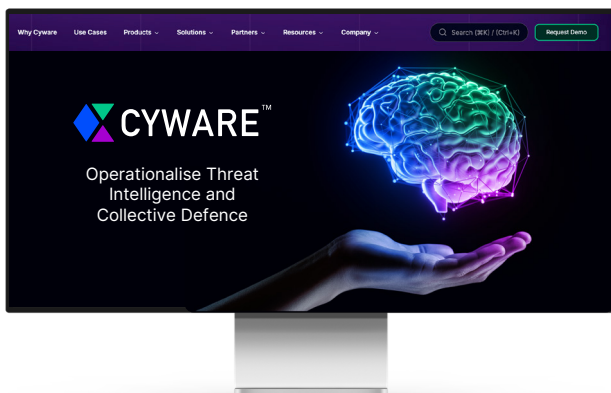 Why Cyware Use Cases Products Solutions Partners Resources Company Search (⌘K) / (Ctrl+K) Request Demo
CYWARE™
Operationalise Threat
Intelligence and
Collective Defence